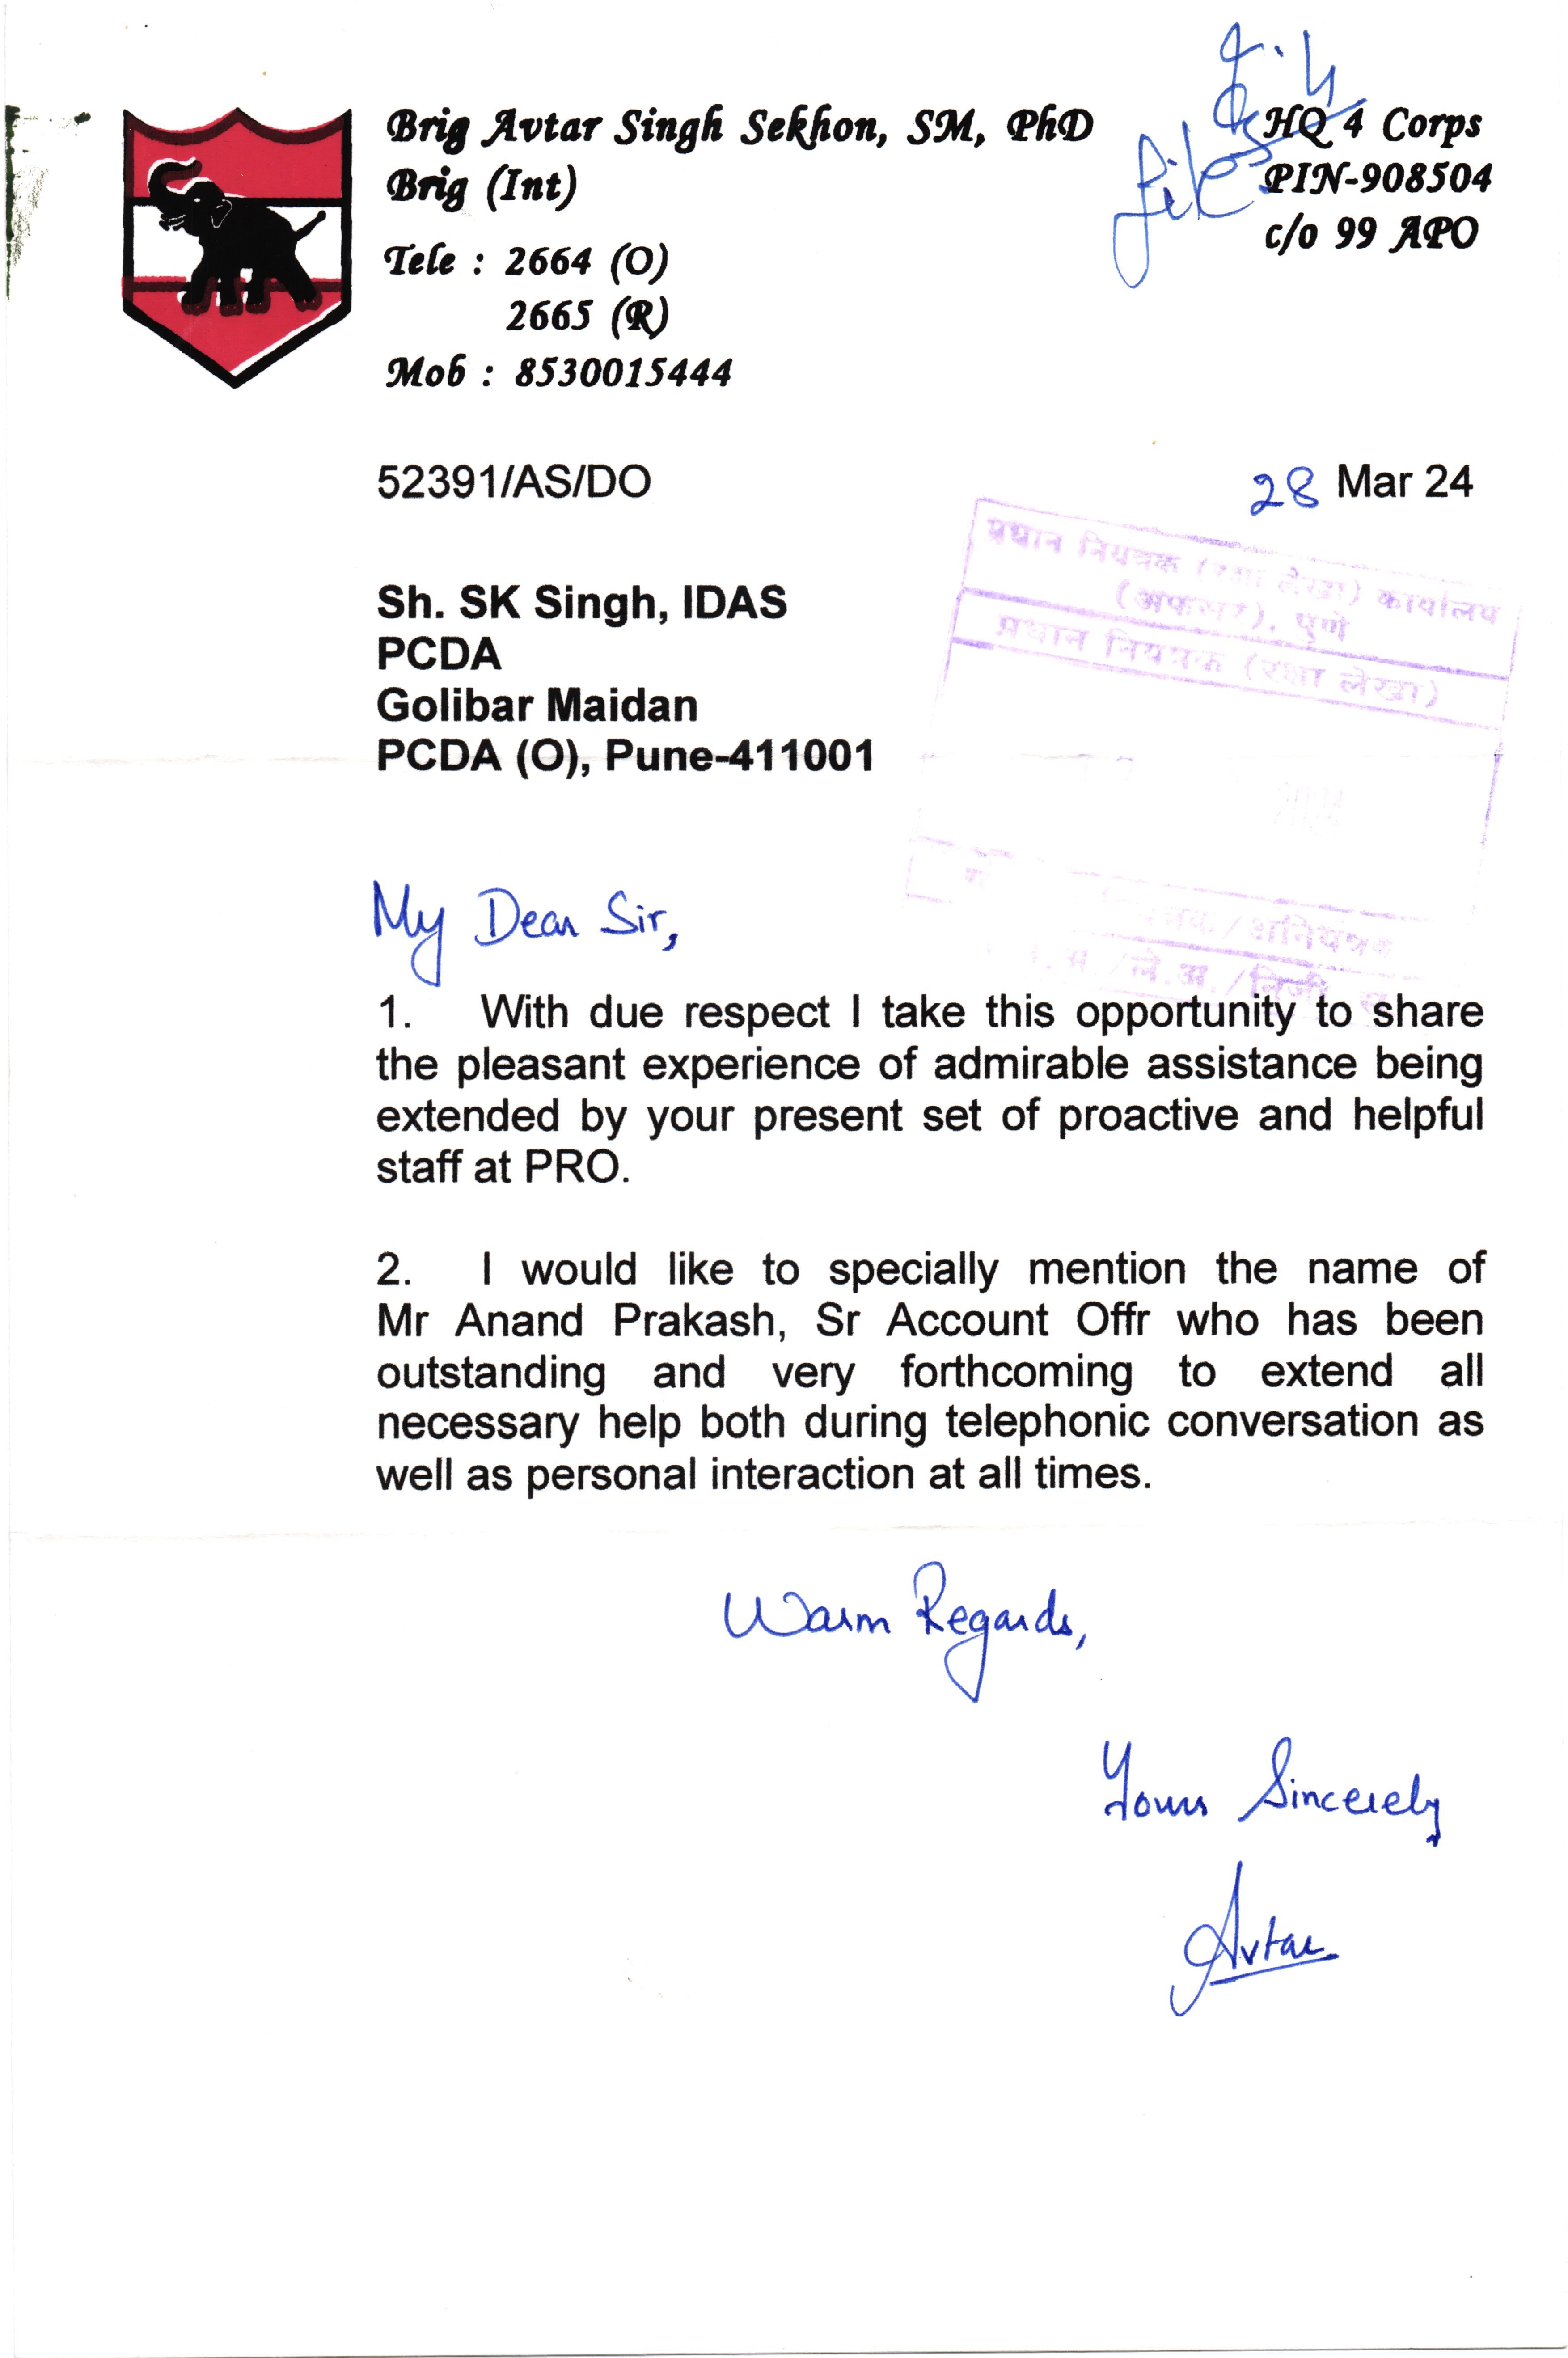 Brig Avtar Singh Sekhon, SM, PhD
Brig (Int)
Tele : 2664 (O)
2665 (R)
Mob : 8530015444
file
HQ 4 Corps
PIN-908504
c/o 99 APO
52391/AS/DO
28 Mar 24
प्रधान नियंत्रक (रक्षा लेखा) कार्यालय
(अफसर), पुणे
प्रधान नियंत्रक (रक्षा लेखा)
Sh. SK Singh, IDAS
PCDA
Golibar Maidan
PCDA (O), Pune-411001
My Dear Sir,
1. With due respect I take this opportunity to share
the pleasant experience of admirable assistance being
extended by your present set of proactive and helpful
staff at PRO.
2. I would like to specially mention the name of
Mr Anand Prakash, Sr Account Offr who has been
outstanding and very forthcoming to extend all
necessary help both during telephonic conversation as
well as personal interaction at all times.
Warm Regards,
Yours Sincerely
Avtar